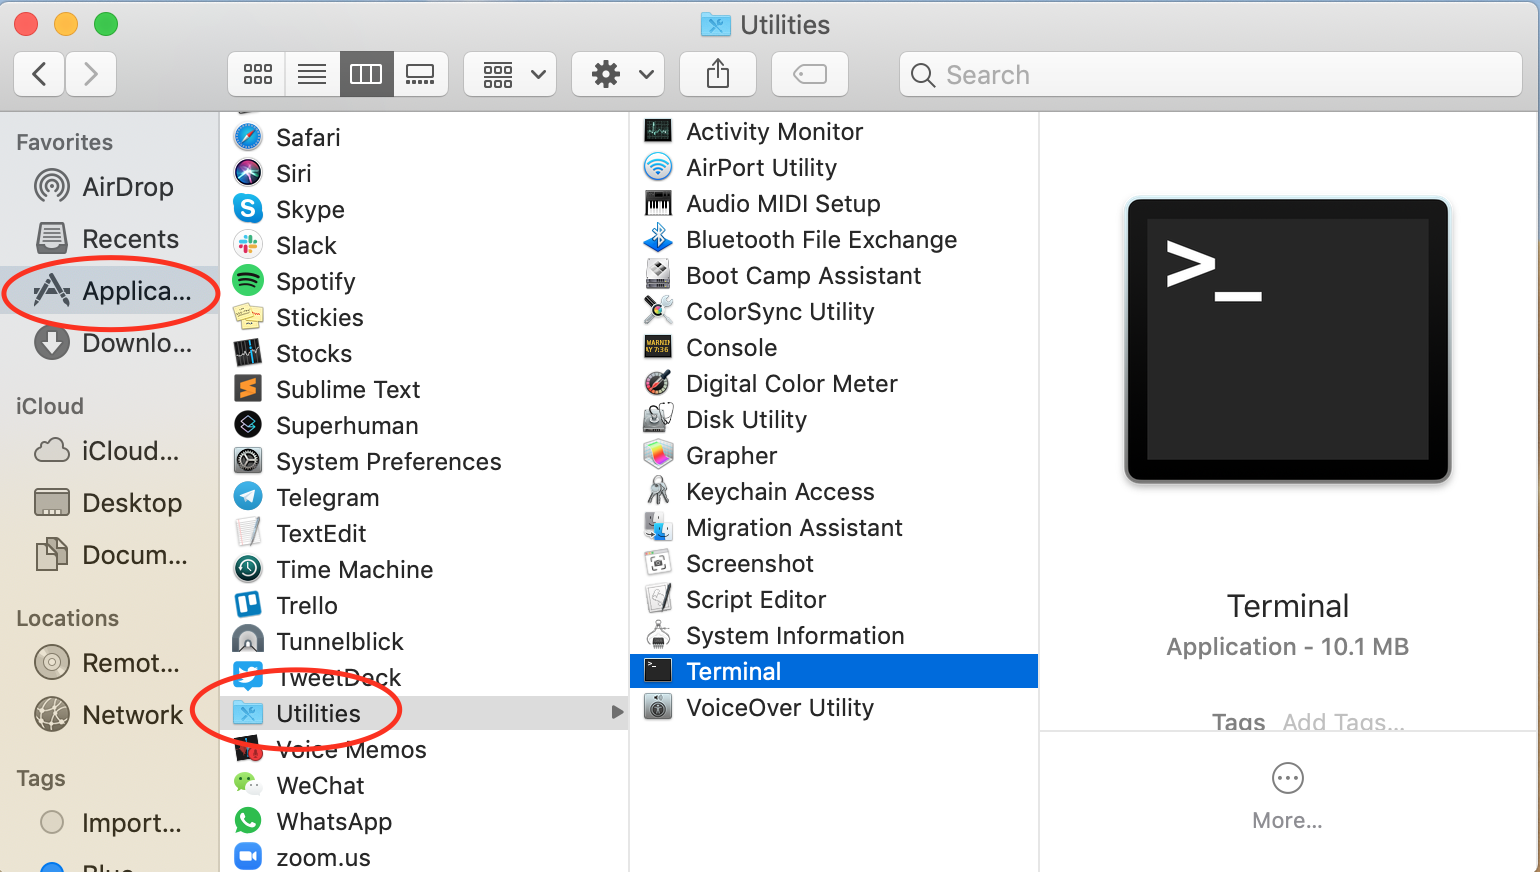 Utilities
Search
Favorites
AirDrop
Recents
Applica...
Downlo...
iCloud
iCloud...
Desktop
Docum...
Locations
Remot...
Network
Tags
Import...
Blue
Safari
Siri
Skype
Slack
Spotify
Stickies
Stocks
Sublime Text
Superhuman
System Preferences
Telegram
TextEdit
Time Machine
Trello
Tunnelblick
TweetDeck
Utilities
Voice Memos
WeChat
WhatsApp
zoom.us
Activity Monitor
AirPort Utility
Audio MIDI Setup
Bluetooth File Exchange
Boot Camp Assistant
ColorSync Utility
Console
Digital Color Meter
Disk Utility
Grapher
Keychain Access
Migration Assistant
Screenshot
Script Editor
System Information
Terminal
VoiceOver Utility
>_
Terminal
Application - 10.1 MB
Tags Add Tags...
More...